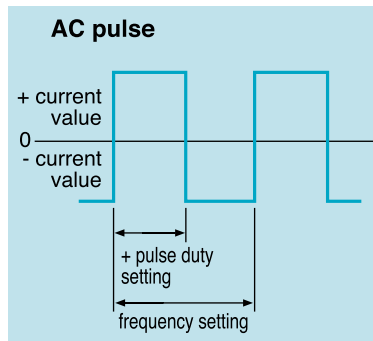 AC pulse
+ current
value
0
- current
value
+ pulse duty
setting
frequency setting